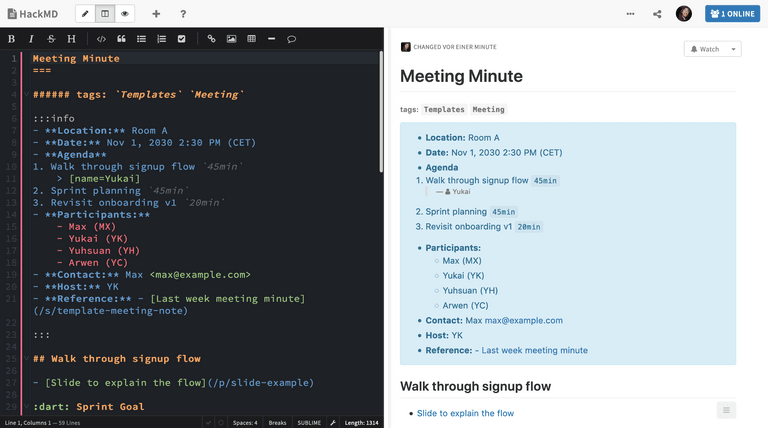 HackMD
1 ONLINE
B I S H
1 Meeting Minute
2 ===
3
4 ###### tags: `Templates` `Meeting`
5
6 :::info
7 - **Location:** Room A
8 - **Date:** Nov 1, 2030 2:30 PM (CET)
9 - **Agenda**
10 1. Walk through signup flow `45min`
11 > [name=Yukai]
12 2. Sprint planning `45min`
13 3. Revisit onboarding v1 `20min`
14 - **Participants:**
15 - Max (MX)
16 - Yukai (YK)
17 - Yuhsuan (YH)
18 - Arwen (YC)
19 - **Contact:** Max <max@example.com>
20 - **Host:** YK
21 - **Reference:** - [Last week meeting minute]
(/s/template-meeting-note)
22
23 :::
24
25 ## Walk through signup flow
26
27 - [Slide to explain the flow](/p/slide-example)
28
29 :dart: Sprint Goal
Line 1, Columns 1 — 59 Lines
Spaces: 4
Breaks
SUBLIME
Length: 1314
CHANGED VOR EINER MINUTE
Watch
Meeting Minute
tags: Templates Meeting
• Location: Room A
• Date: Nov 1, 2030 2:30 PM (CET)
• Agenda
1. Walk through signup flow 45min
— Yukai
2. Sprint planning 45min
3. Revisit onboarding v1 20min
• Participants:
○ Max (MX)
○ Yukai (YK)
○ Yuhsuan (YH)
○ Arwen (YC)
• Contact: Max max@example.com
• Host: YK
• Reference: - Last week meeting minute
Walk through signup flow
• Slide to explain the flow